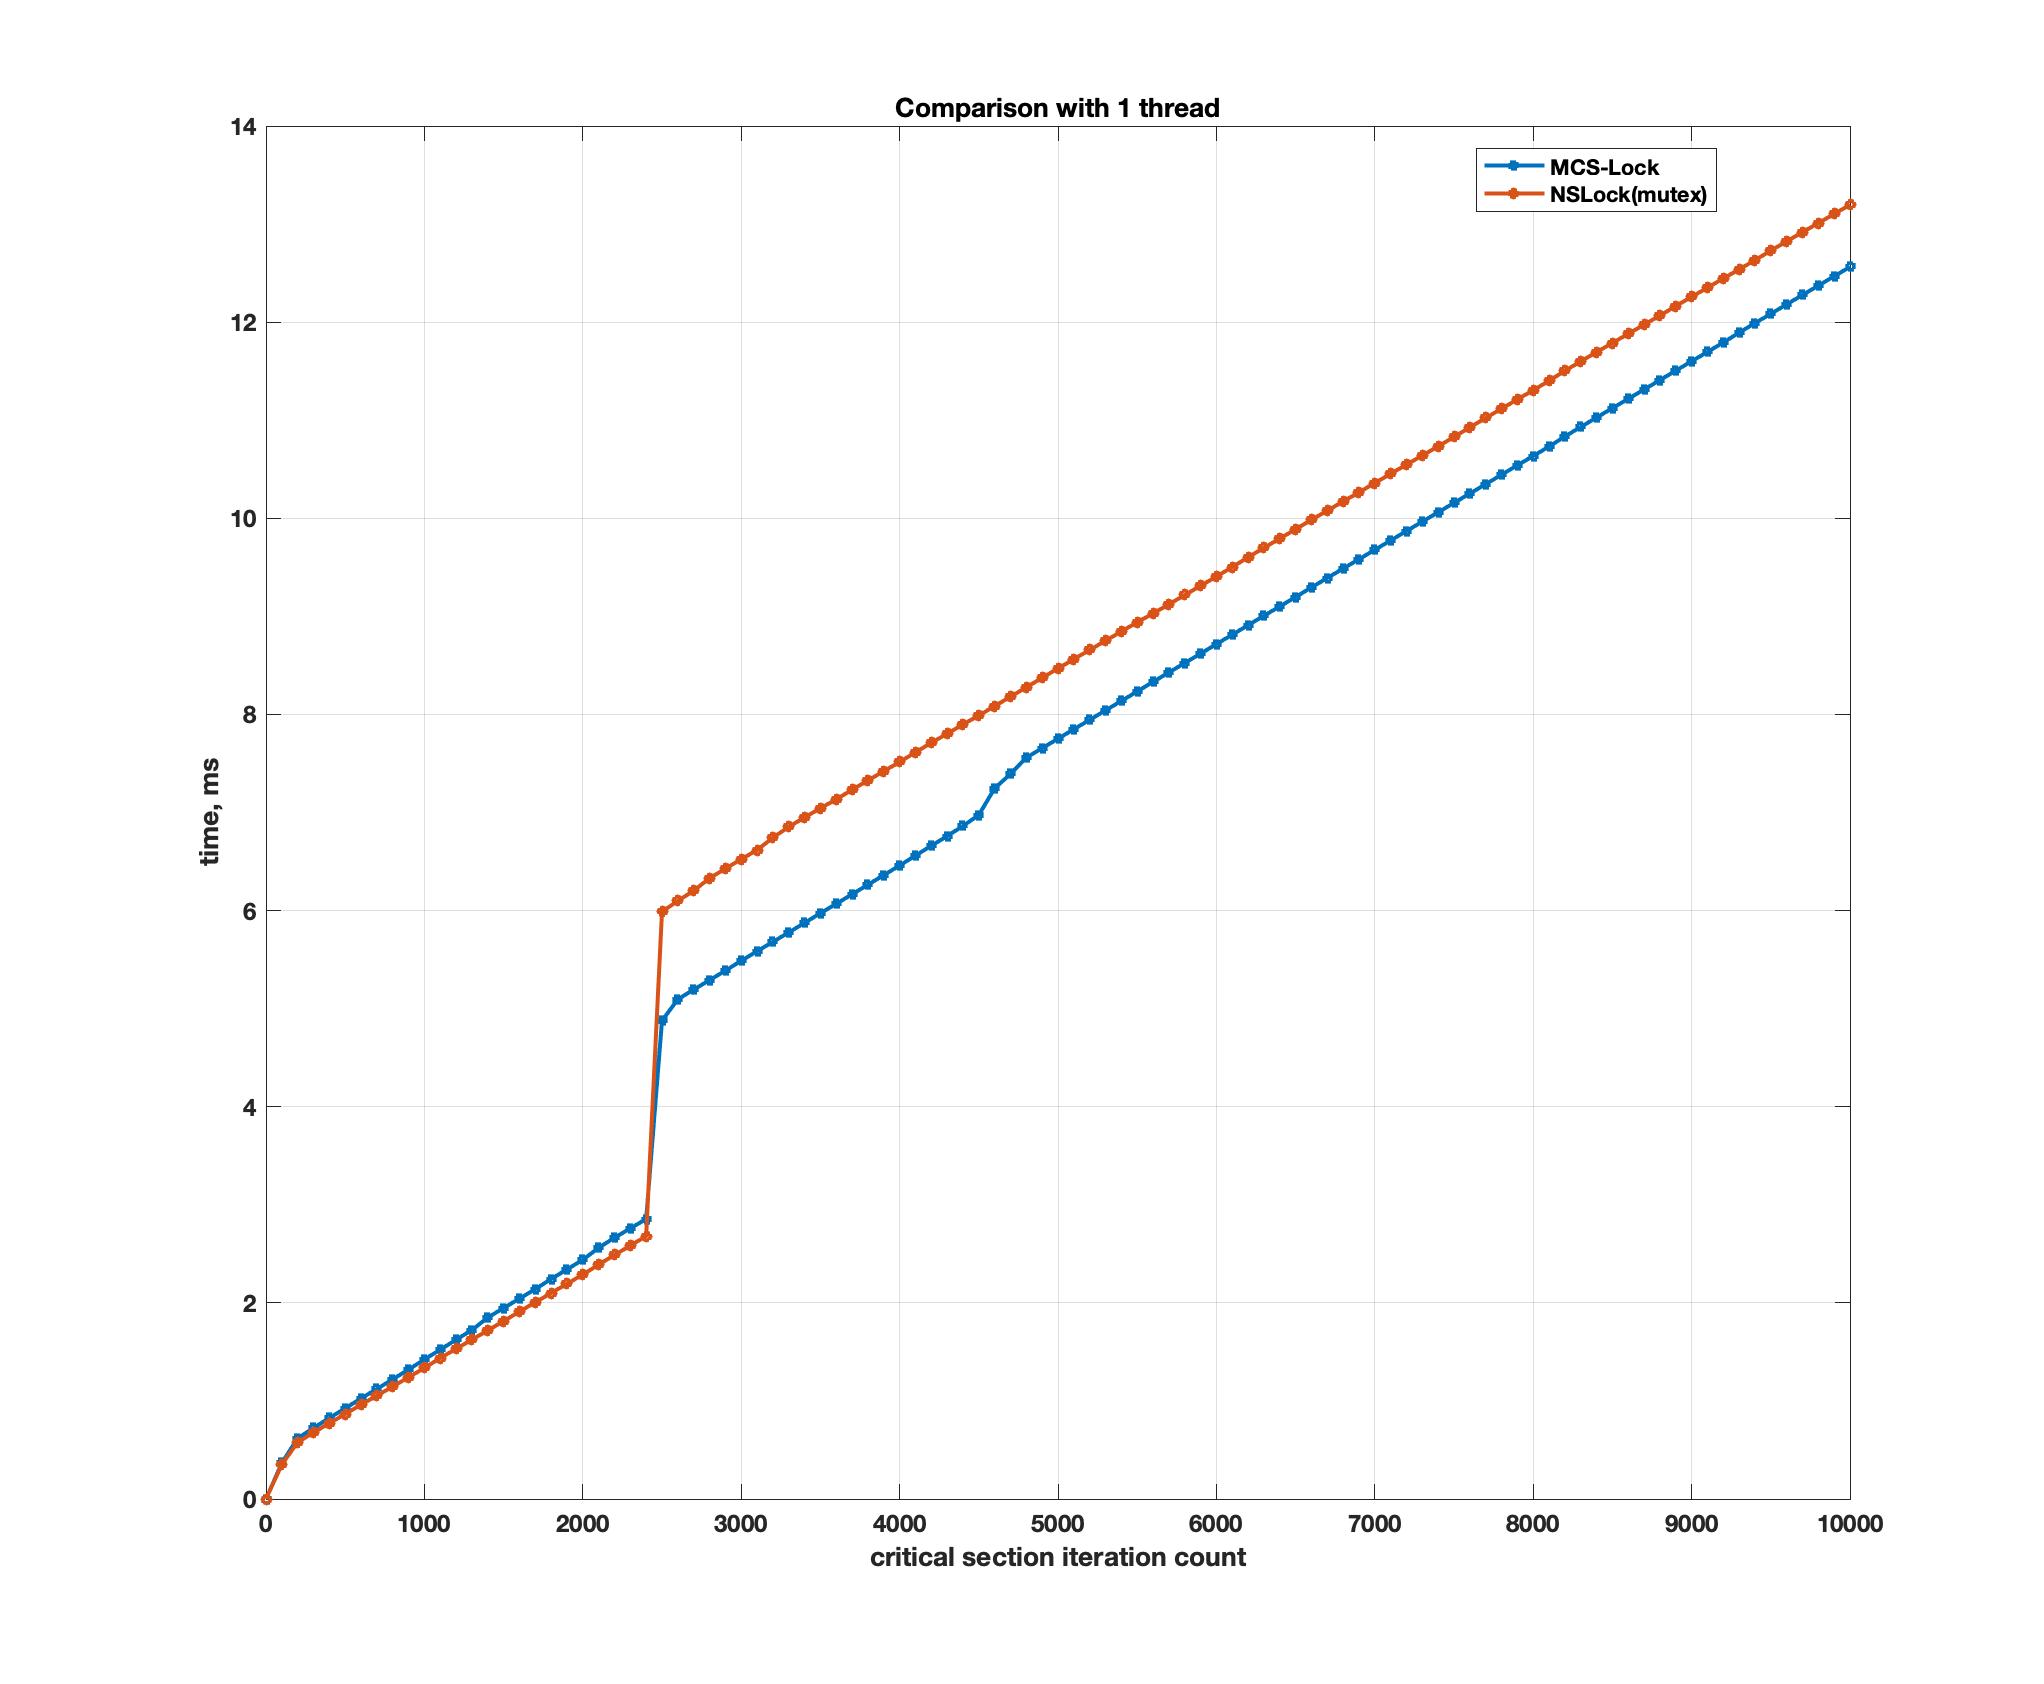 Comparison with 1 thread
14
12
10
8
6
4
2
0
MCS-Lock
NSLock(mutex)
time, ms
0 1000 2000 3000 4000 5000 6000 7000 8000 9000 10000
critical section iteration count